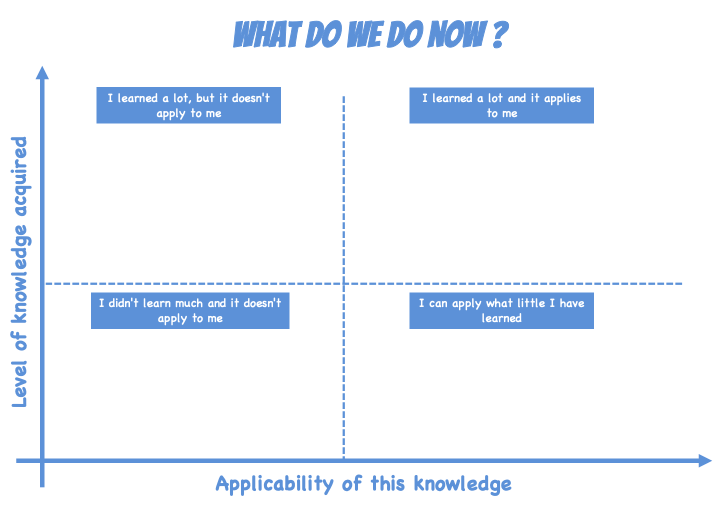 WHAT DO WE DO NOW ?
I learned a lot, but it doesn't
apply to me
I learned a lot and it applies
to me
Level of knowledge acquired
I didn't learn much and it doesn't
apply to me
I can apply what little I have
learned
Applicability of this knowledge